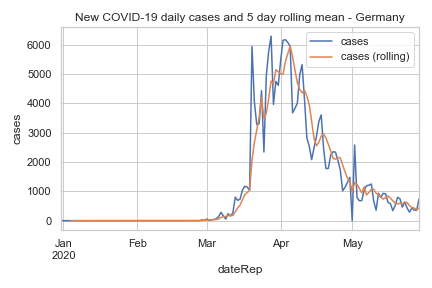 New COVID-19 daily cases and 5 day rolling mean - Germany
cases
cases (rolling)
6000
5000
4000
3000
2000
1000
0
cases
Jan
2020
Feb
Mar
Apr
May
dateRep